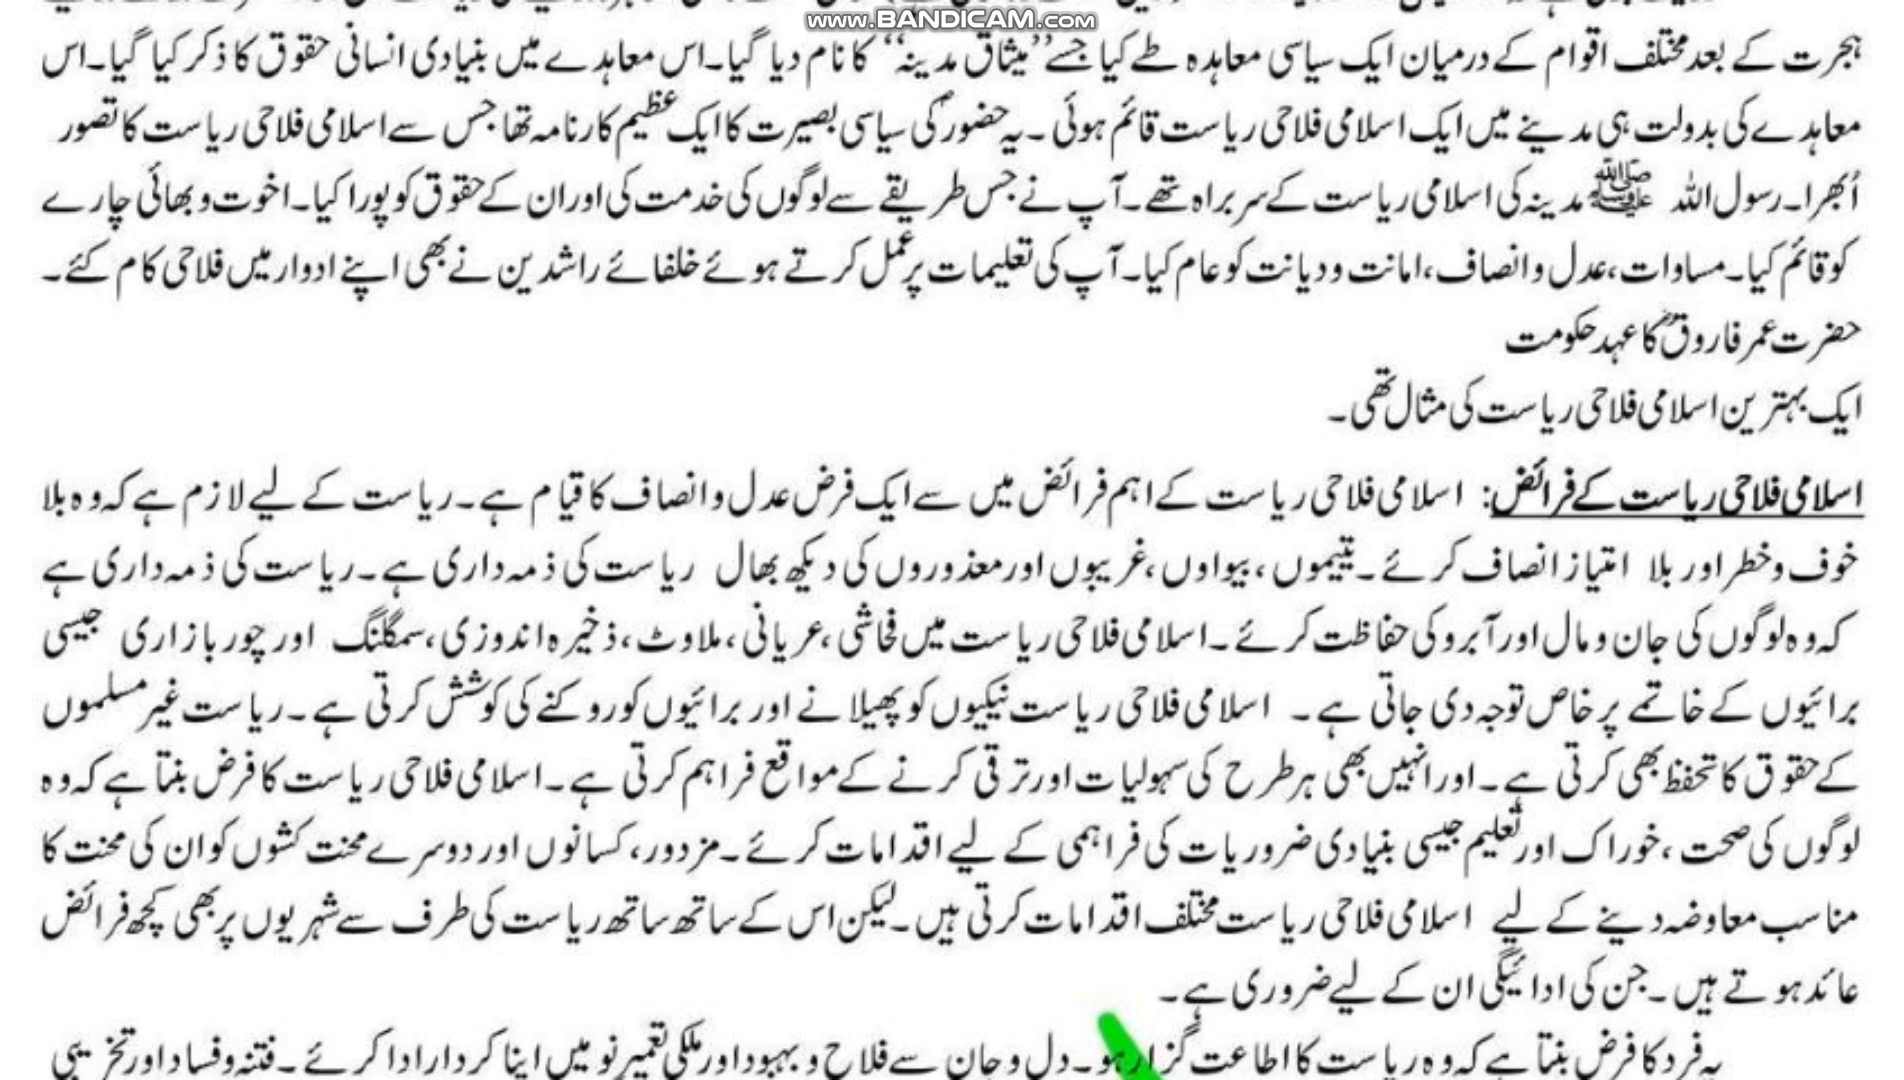 www.BANDICAM.com
ہجرت کے بعد مختلف اقوام کے درمیان ایک سیاسی معاہدہ طے کیا جسے ’’میثاق مدینہ‘‘ کا نام دیا گیا۔ اس معاہدے میں بنیادی انسانی حقوق کا ذکر کیا گیا۔ اس
معاہدے کی بدولت ہی مدینے میں ایک اسلامی فلاحی ریاست قائم ہوئی۔ یہ حضورؐ کی سیاسی بصیرت کا ایک عظیم کارنامہ تھا جس سے اسلامی فلاحی ریاست کا تصور
اُبھرا۔ رسول اللہ ﷺ مدینہ کی اسلامی ریاست کے سربراہ تھے۔ آپ نے جس طریقے سے لوگوں کی خدمت کی اور ان کے حقوق کو پورا کیا۔ اخوت و بھائی چارے
کو قائم کیا۔ مساوات، عدل و انصاف، امانت و دیانت کو عام کیا۔ آپ کی تعلیمات پر عمل کرتے ہوئے خلفائے راشدین نے بھی اپنے ادوار میں فلاحی کام کئے۔
حضرت عمر فاروقؓ کا عہد حکومت
ایک بہترین اسلامی فلاحی ریاست کی مثال تھی۔
اسلامی فلاحی ریاست کے فرائض: اسلامی فلاحی ریاست کے اہم فرائض میں سے ایک فرض عدل و انصاف کا قیام ہے۔ ریاست کے لیے لازم ہے کہ وہ بلا
خوف و خطر اور بلا امتیاز انصاف کرئے۔ یتیموں، بیواوں، غریبوں اور معذوروں کی دیکھ بھال ریاست کی ذمہ داری ہے۔ ریاست کی ذمہ داری ہے
کہ وہ لوگوں کی جان و مال اور آبرو کی حفاظت کرئے۔ اسلامی فلاحی ریاست میں فحاشی، عریانی، ملاوٹ، ذخیرہ اندوزی، سمگلنگ اور چور بازاری جیسی
برائیوں کے خاتمے پر خاص توجہ دی جاتی ہے۔ اسلامی فلاحی ریاست نیکیوں کو پھیلانے اور برائیوں کو روکنے کی کوشش کرتی ہے۔ ریاست غیر مسلموں
کے حقوق کا تحفظ بھی کرتی ہے۔ اور انہیں بھی ہر طرح کی سہولیات اور ترقی کرنے کے مواقع فراہم کرتی ہے۔ اسلامی فلاحی ریاست کا فرض بنتا ہے کہ وہ
لوگوں کی صحت، خوراک اور تعلیم جیسی بنیادی ضروریات کی فراہمی کے لیے اقدامات کرئے۔ مزدور، کسانوں اور دوسرے محنت کشوں کو ان کی محنت کا
مناسب معاوضہ دینے کے لیے اسلامی فلاحی ریاست مختلف اقدامات کرتی ہیں۔ لیکن اس کے ساتھ ساتھ ریاست کی طرف سے شہریوں پر بھی کچھ فرائض
عائد ہوتے ہیں۔ جن کی ادائیگی ان کے لیے ضروری ہے۔
یہ فرد کا فرض بنتا ہے کہ وہ ریاست کا اطاعت گزار ہو۔ دل و جان سے فلاح و بہبود اور ملکی تعمیر نو میں اپنا کردار ادا کرئے۔ فتنہ و فساد اور تخریبی